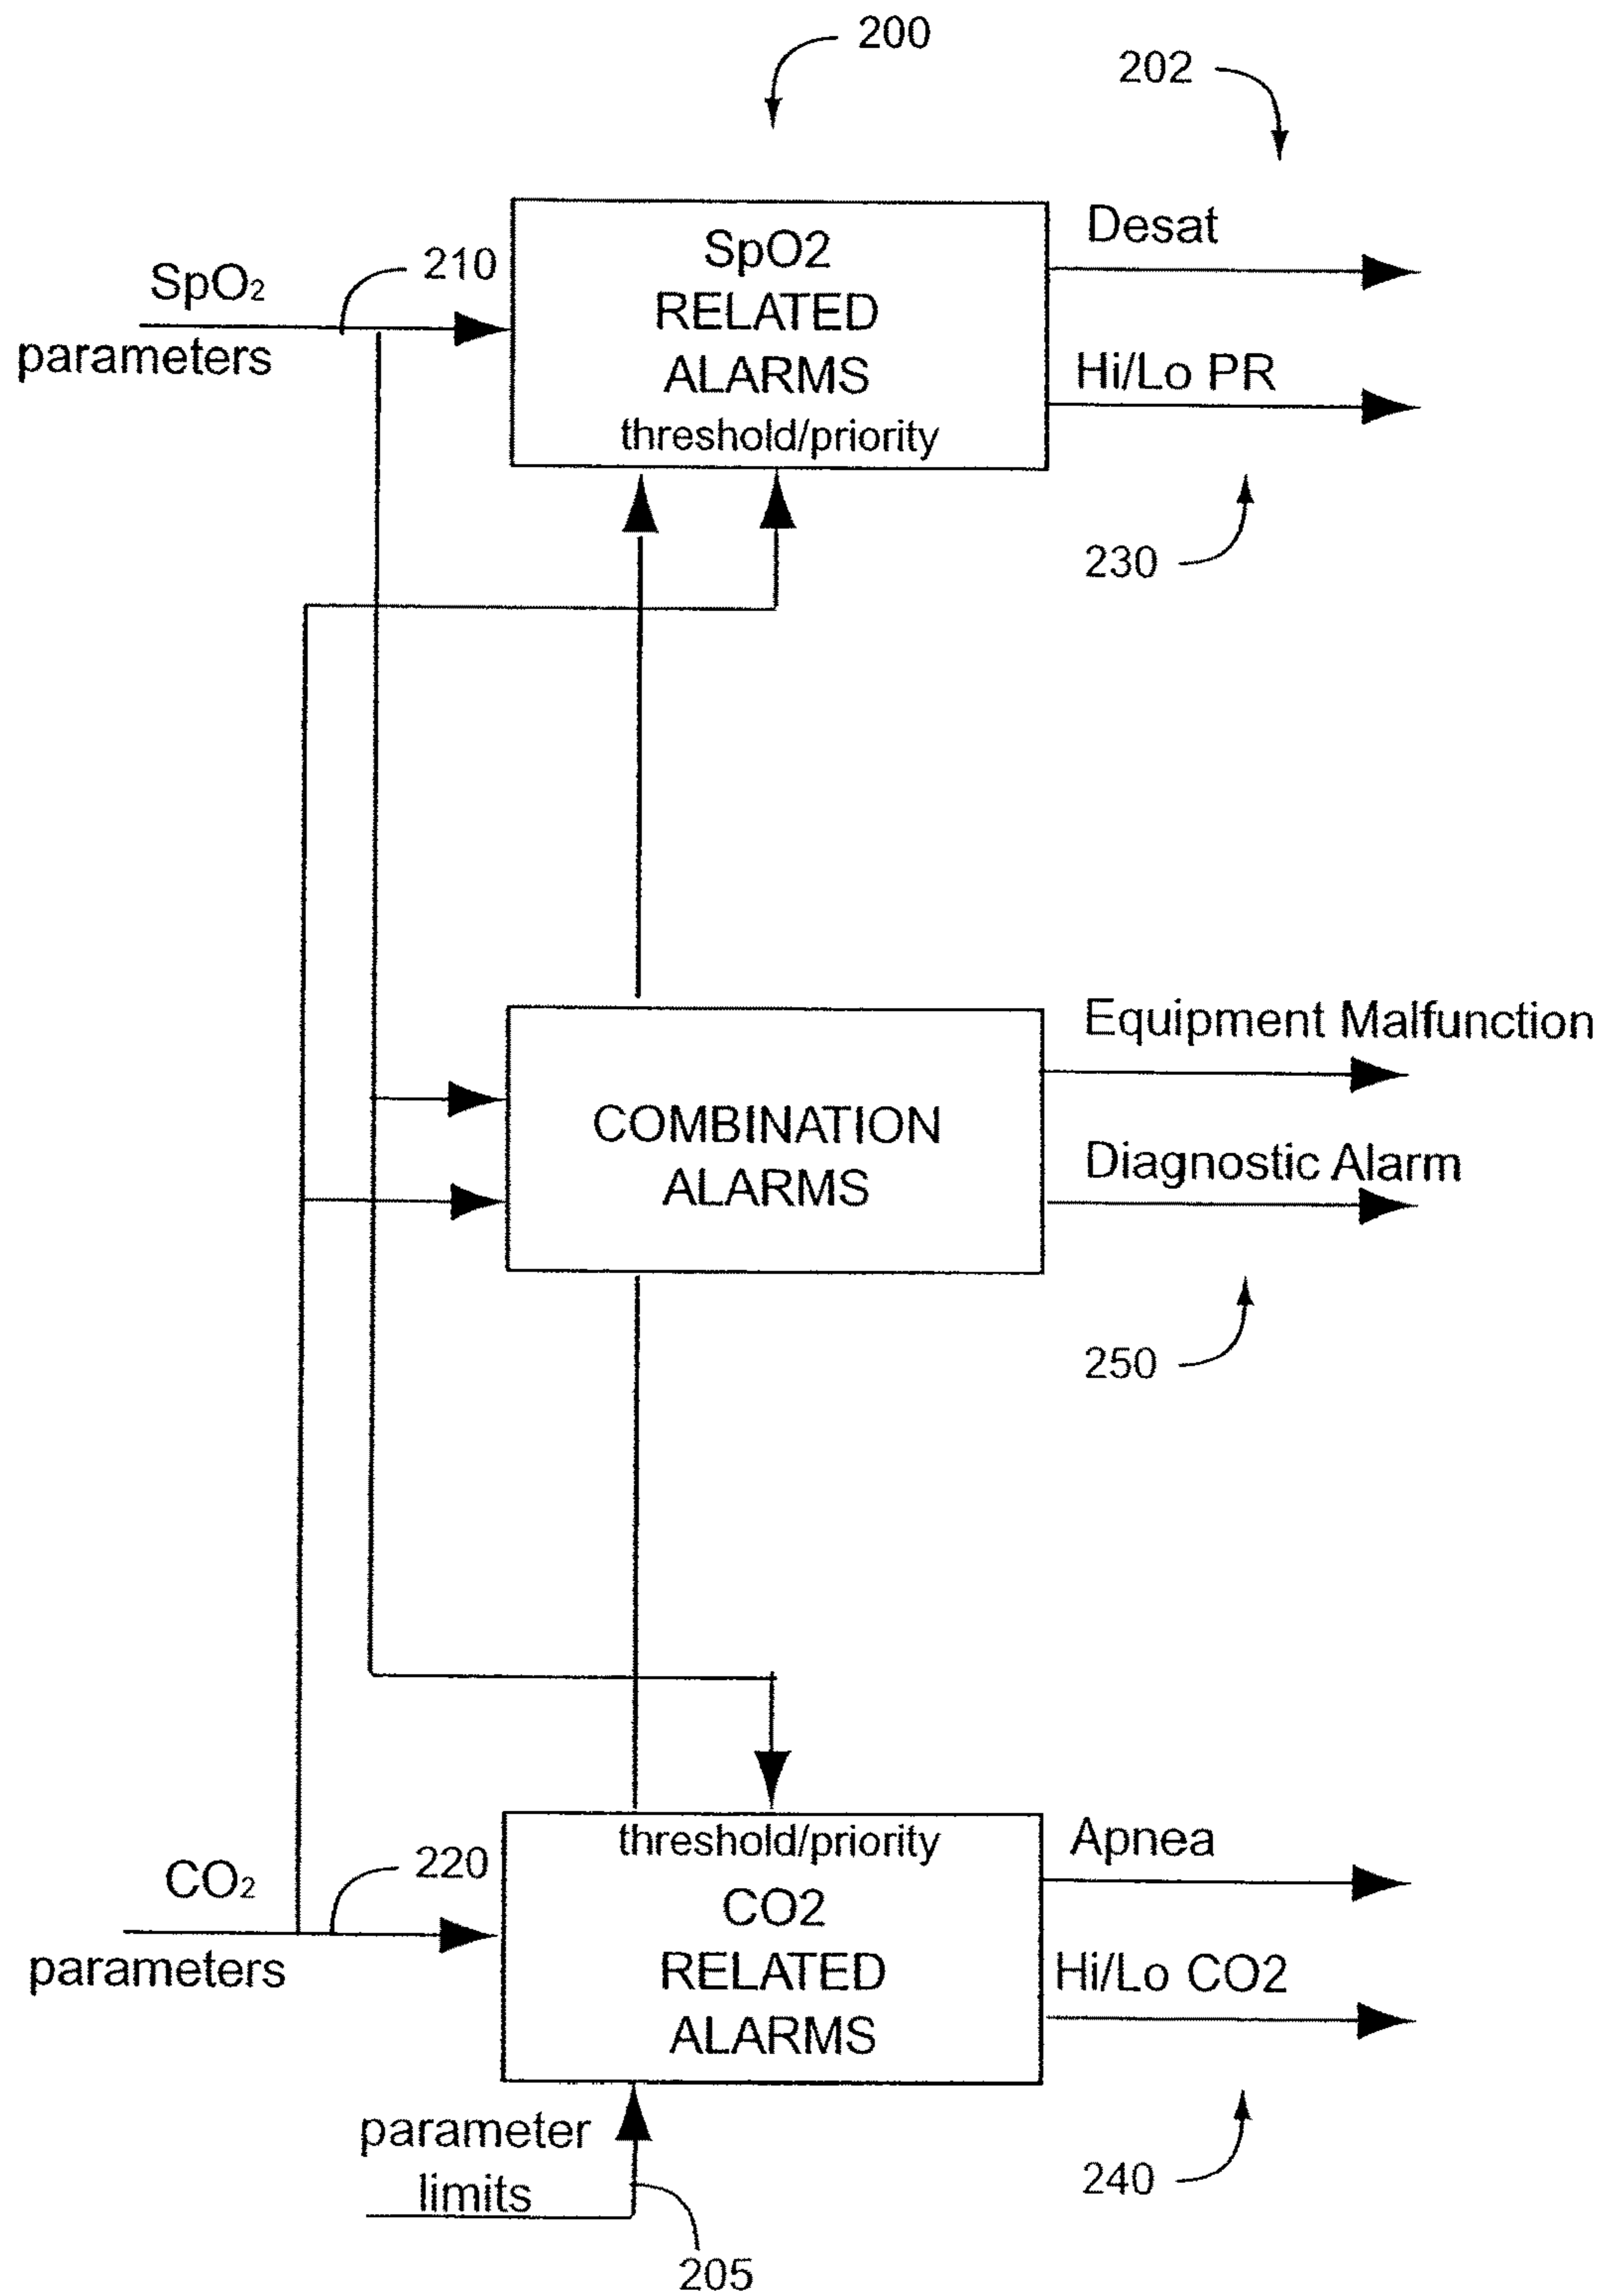 200
202
SpO2
RELATED
ALARMS
threshold/priority
Desat
210
SpO₂
parameters
Hi/Lo PR
230
Equipment Malfunction
COMBINATION
ALARMS
Diagnostic Alarm
250
threshold/priority
CO2
RELATED
ALARMS
Apnea
220
CO₂
parameters
Hi/Lo CO2
parameter
limits
240
205